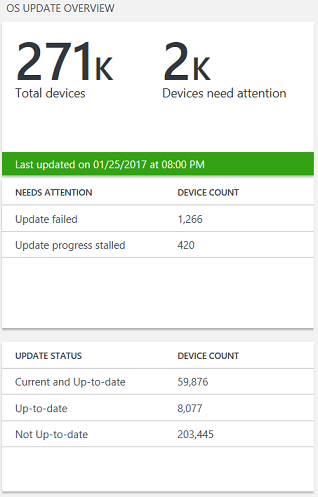 OS UPDATE OVERVIEW
271K 2K
Total devices Devices need attention
Last updated on 01/25/2017 at 08:00 PM
NEEDS ATTENTION DEVICE COUNT
Update failed 1,266
Update progress stalled 420
UPDATE STATUS DEVICE COUNT
Current and Up-to-date 59,876
Up-to-date 8,077
Not Up-to-date 203,445